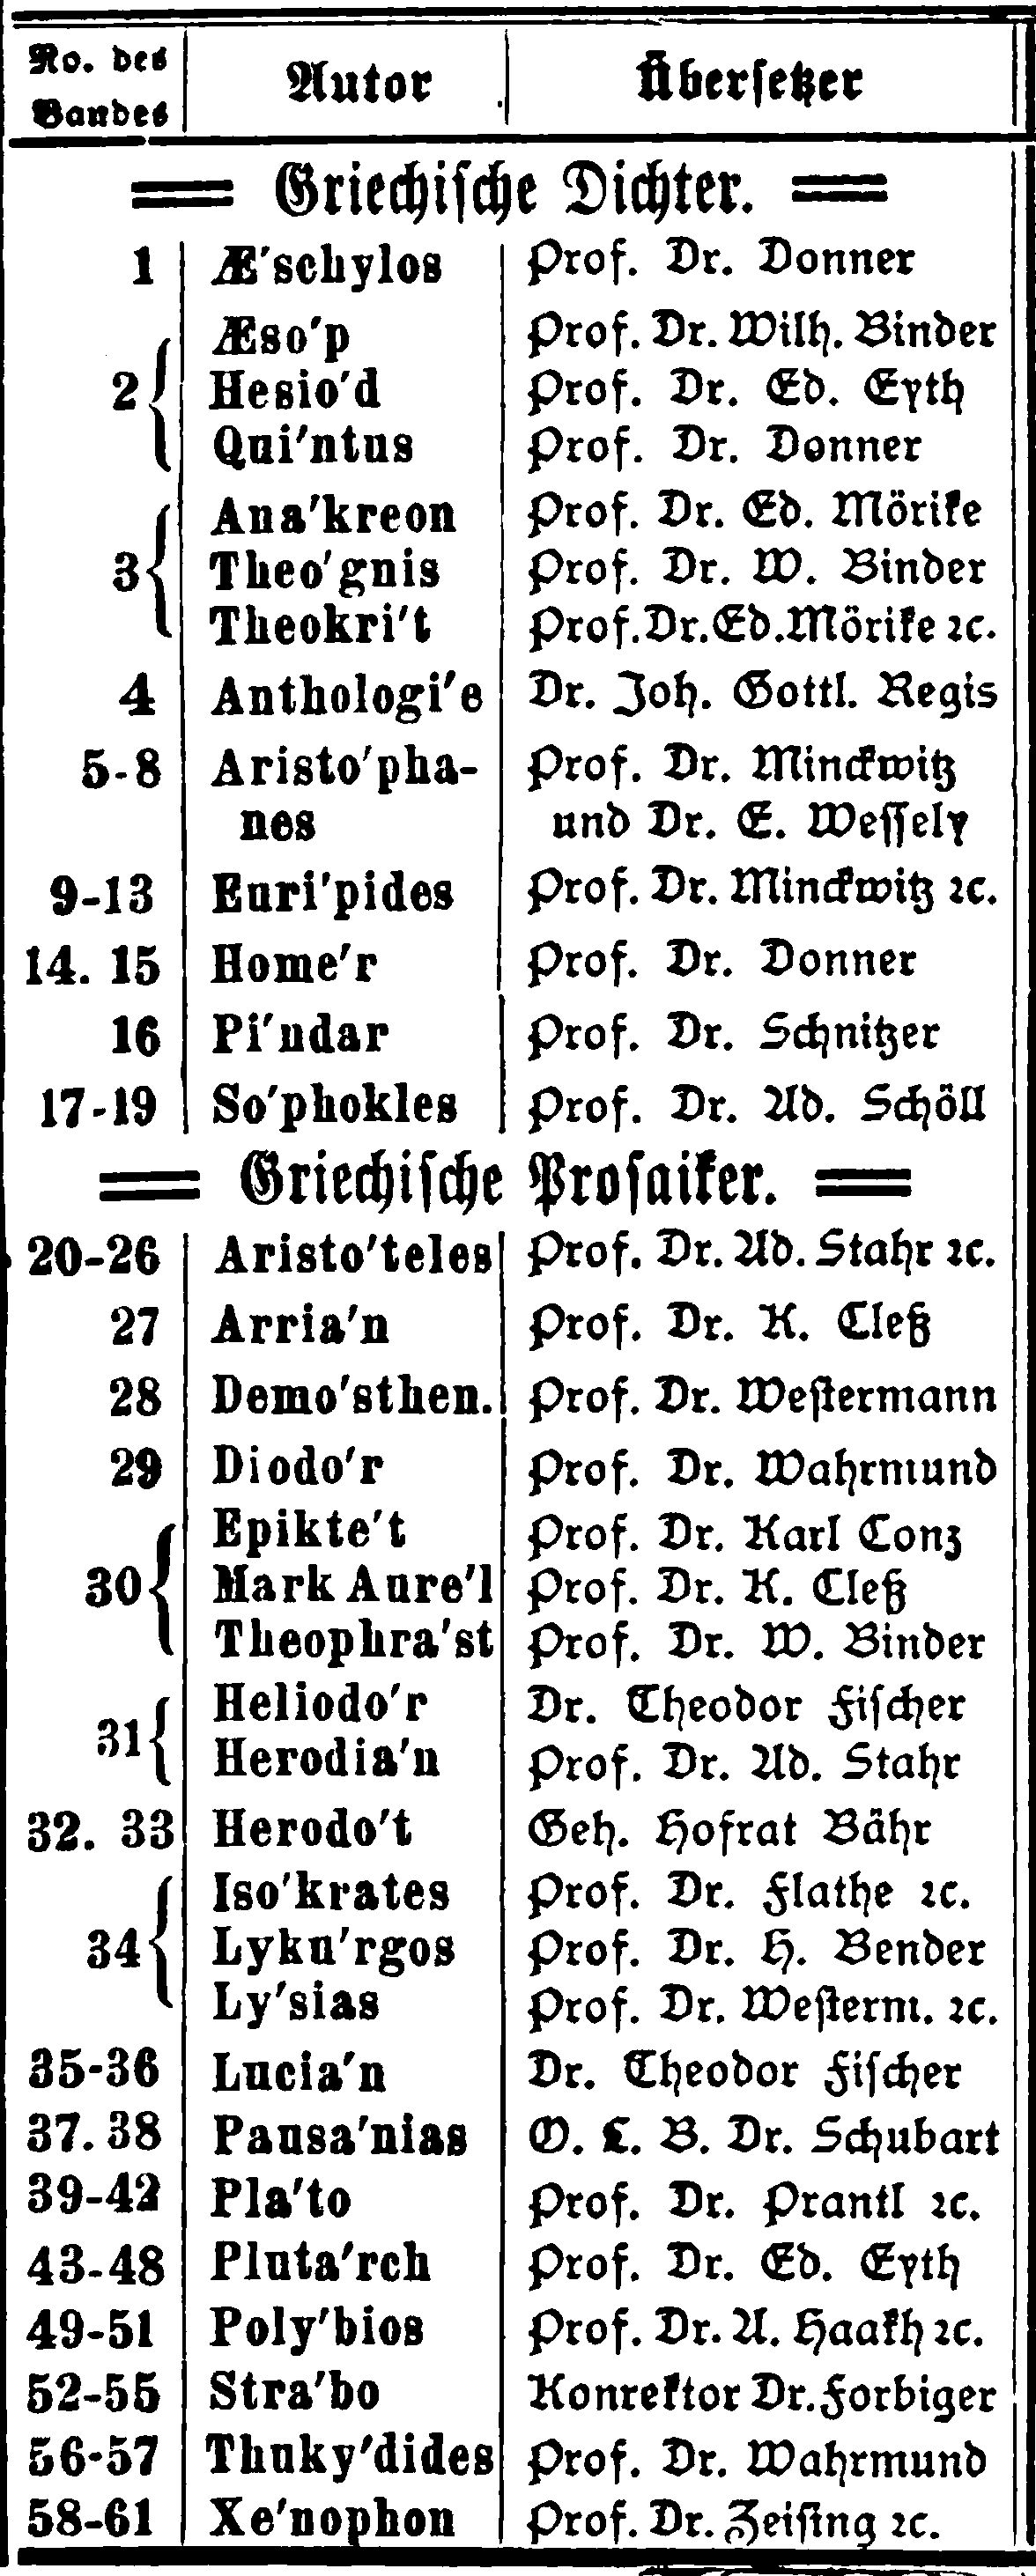 No. des Bandes | Autor | Übersetzer
Griechische Dichter.
1 Æ'schylos Prof. Dr. Donner
Æso'p Prof. Dr. Wilh. Binder
2 Hesio'd Prof. Dr. Ed. Eyth
Qui'ntus Prof. Dr. Donner
Ana'kreon Prof. Dr. Ed. Mörike
3 Theo'gnis Prof. Dr. W. Binder
Theokri't Prof. Dr. Ed. Mörike ꝛc.
4 Anthologi'e Dr. Joh. Gottl. Regis
5-8 Aristo'pha- Prof. Dr. Minckwitz
nes und Dr. E. Wessely
9-13 Euri'pides Prof. Dr. Minckwitz ꝛc.
14. 15 Home'r Prof. Dr. Donner
16 Pi'ndar Prof. Dr. Schnitzer
17-19 So'phokles Prof. Dr. Ad. Schöll
Griechische Prosaiker.
20-26 Aristo'teles Prof. Dr. Ad. Stahr ꝛc.
27 Arria'n Prof. Dr. K. Cleß
28 Demo'sthen. Prof. Dr. Westermann
29 Diodo'r Prof. Dr. Wahrmund
Epikte't Prof. Dr. Karl Conz
30 Mark Aure'l Prof. Dr. K. Cleß
Theophra'st Prof. Dr. W. Binder
Heliodo'r Dr. Theodor Fischer
31 Herodia'n Prof. Dr. Ad. Stahr
32. 33 Herodo't Geh. Hofrat Bähr
Iso'krates Prof. Dr. Flathe ꝛc.
34 Lyku'rgos Prof. Dr. H. Bender
Ly'sias Prof. Dr. Westerm. ꝛc.
35-36 Lucia'n Dr. Theodor Fischer
37. 38 Pausa'nias O. L. B. Dr. Schubart
39-42 Pla'to Prof. Dr. Prantl ꝛc.
43-48 Pluta'rch Prof. Dr. Ed. Eyth
49-51 Poly'bios Prof. Dr. A. Haakh ꝛc.
52-55 Stra'bo Konrektor Dr. Forbiger
56-57 Thuky'dides Prof. Dr. Wahrmund
58-61 Xe'nophon Prof. Dr. Zeising ꝛc.